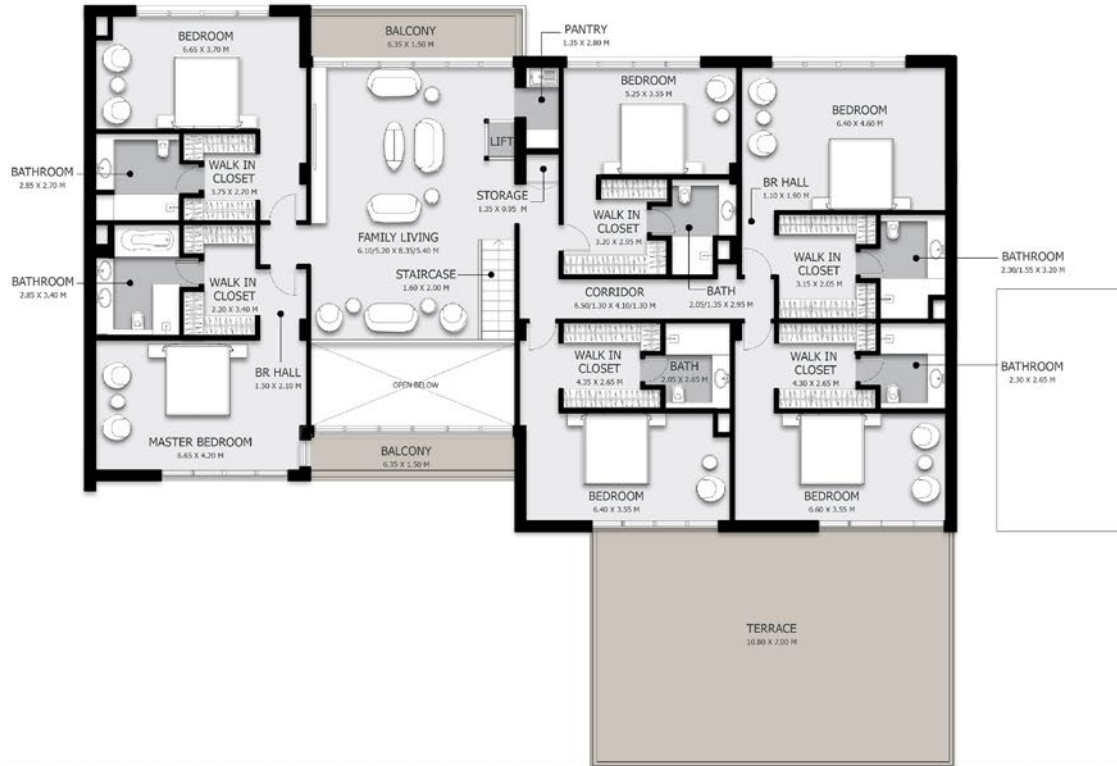 BALCONY
6.35 X 1.50 M
PANTRY
1.35 X 2.80 M
BEDROOM
6.65 X 3.70 M
BEDROOM
5.25 X 3.55 M
BEDROOM
6.40 X 4.60 M
LIFT
BATHROOM
2.85 X 2.70 M
WALK IN
CLOSET
3.75 X 2.70 M
STORAGE
1.35 X 0.95 M
BR HALL
1.10 X 1.90 M
WALK IN
CLOSET
3.20 X 2.95 M
FAMILY LIVING
6.10/5.20 X 8.35/5.40 M
BATHROOM
2.30/1.55 X 3.20 M
WALK IN
CLOSET
3.15 X 2.05 M
BATHROOM
2.85 X 3.40 M
WALK IN
CLOSET
2.20 X 3.40 M
STAIRCASE
1.60 X 2.00 M
CORRIDOR
6.50/1.30 X 4.10/1.30 M
BATH
2.05/1.35 X 2.95 M
BR HALL
1.50 X 2.10 M
OPEN BELOW
WALK IN
CLOSET
4.35 X 2.65 M
BATH
2.05 X 2.65 M
WALK IN
CLOSET
4.30 X 2.65 M
BATHROOM
2.30 X 2.65 M
MASTER BEDROOM
6.65 X 4.20 M
BALCONY
6.35 X 1.50 M
BEDROOM
6.40 X 3.55 M
BEDROOM
6.60 X 3.55 M
TERRACE
10.80 X 7.00 M